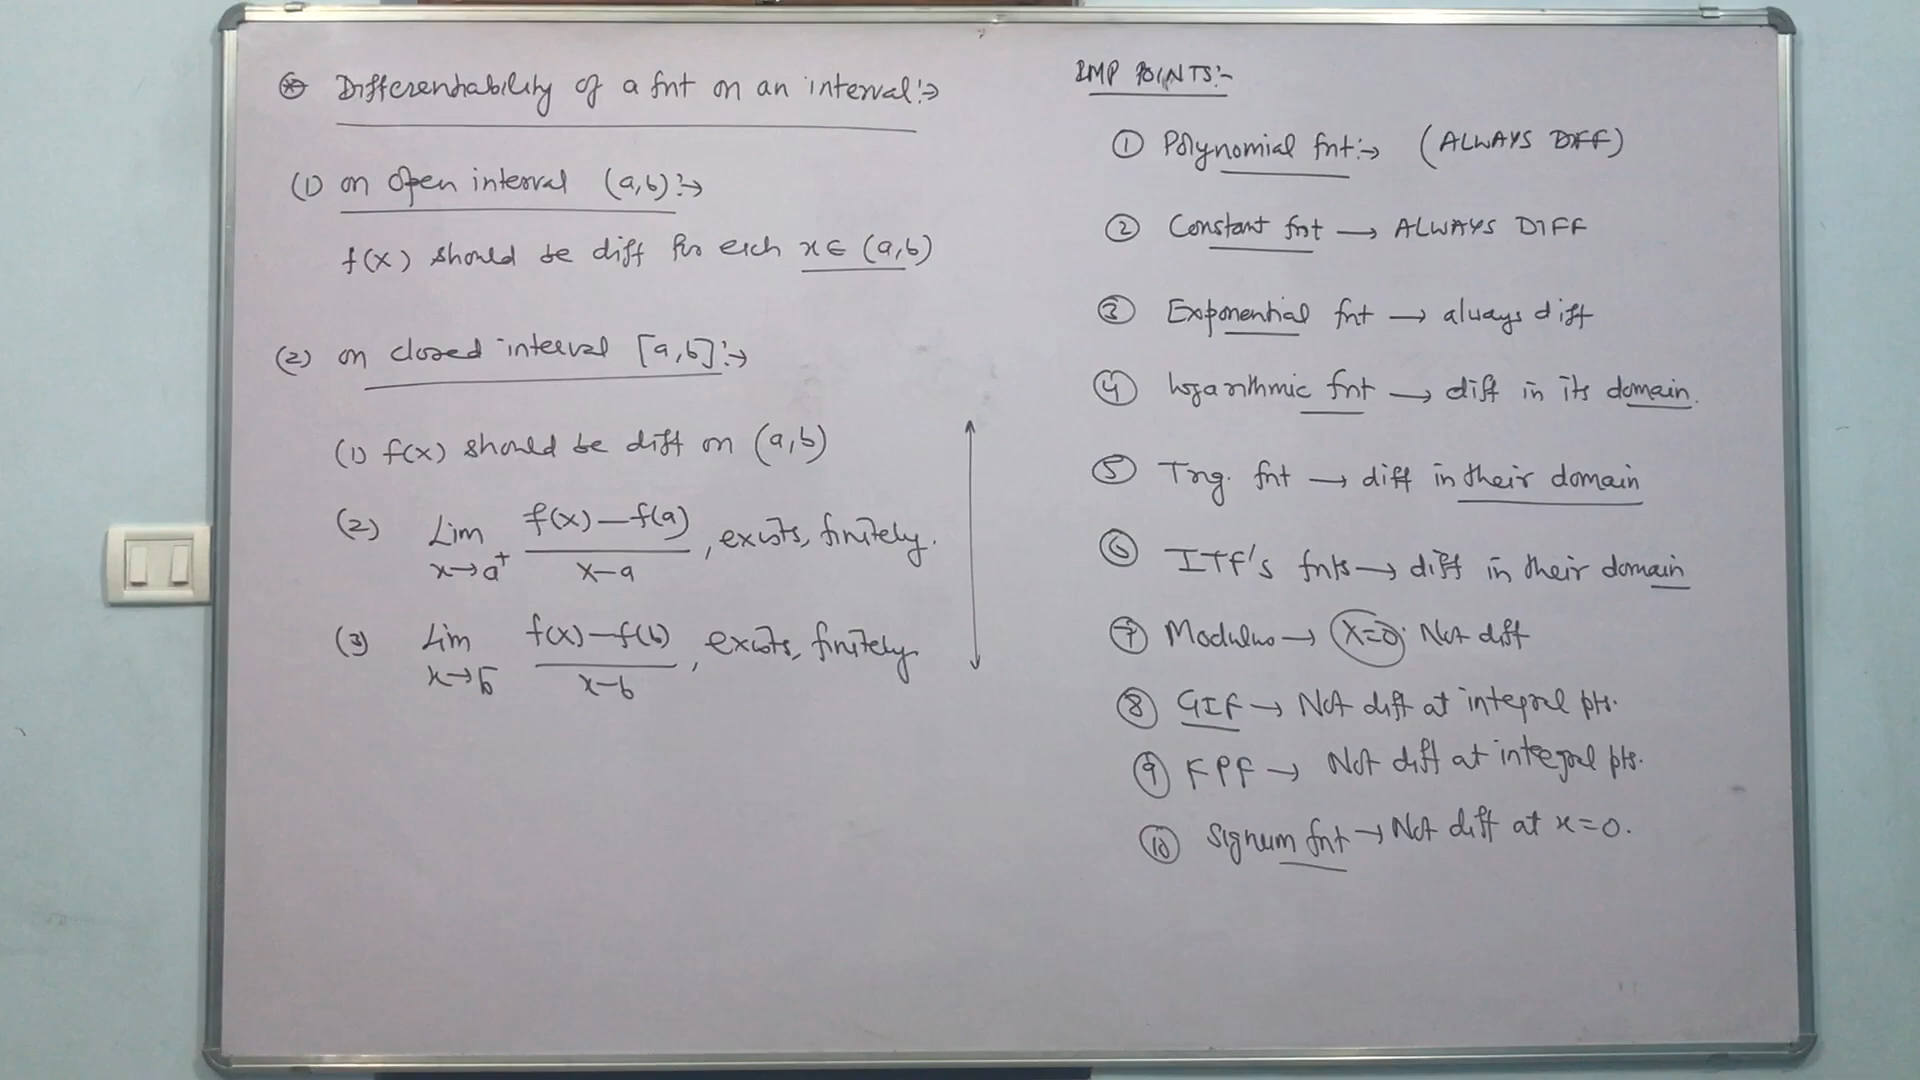 Differentiability of a fnt on an interval :→
(1) on open interval (a,b) :→
f(x) should be diff for each x ∈ (a,b)
(2) on closed interval [a,b] :→
(1) f(x) should be diff on (a,b)
(2) Lim x→a⁺ (f(x)−f(a))/(x−a), exists, finitely.
(3) Lim x→b⁻ (f(x)−f(b))/(x−b), exists, finitely.
IMP POINTS:-
① Polynomial fnt :→ (ALWAYS DIFF)
② Constant fnt → ALWAYS DIFF
③ Exponential fnt → always diff
④ logarithmic fnt → diff in its domain.
⑤ Trig. fnt → diff in their domain
⑥ ITF's fnts → diff in their domain
⑦ Modulus → x=0. Not diff
⑧ GIF → Not diff at integral pts.
⑨ FPF → Not diff at integral pts.
⑩ Signum fnt → Not diff at x=0.